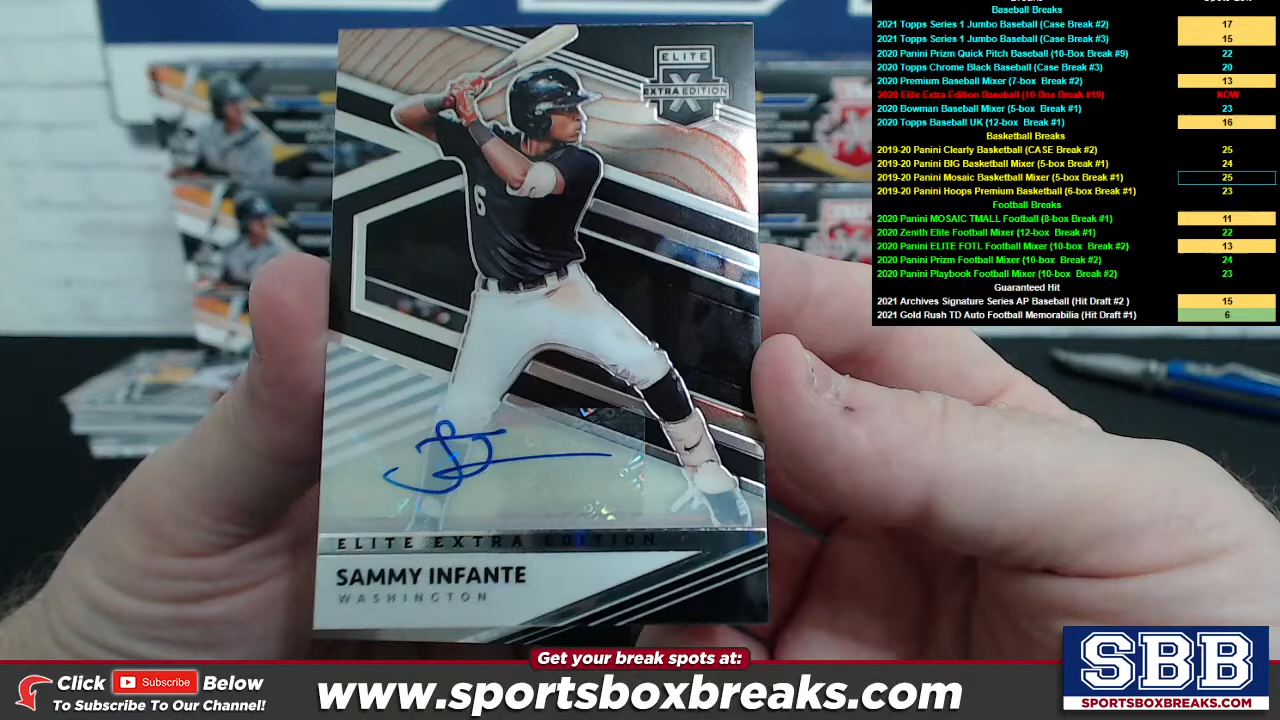 Baseball Breaks
2021 Topps Series 1 Jumbo Baseball (Case Break #2) 17
2021 Topps Series 1 Jumbo Baseball (Case Break #3) 15
2020 Panini Prizm Quick Pitch Baseball (10-Box Break #9) 22
2020 Topps Chrome Black Baseball (Case Break #3) 20
2020 Premium Baseball Mixer (7-box Break #2) 13
2020 Elite Extra Edition Baseball (10-Box Break #19) NOW
2020 Bowman Baseball Mixer (5-box Break #1) 23
2020 Topps Baseball UK (12-box Break #1) 16
Basketball Breaks
2019-20 Panini Clearly Basketball (CASE Break #2) 25
2019-20 Panini BIG Basketball Mixer (5-box Break #1) 24
2019-20 Panini Mosaic Basketball Mixer (5-box Break #1) 25
2019-20 Panini Hoops Premium Basketball (6-box Break #1) 23
Football Breaks
2020 Panini MOSAIC TMALL Football (8-box Break #1) 11
2020 Zenith Elite Football Mixer (12-box Break #1) 22
2020 Panini ELITE FOTL Football Mixer (10-box Break #2) 13
2020 Panini Prizm Football Mixer (10-box Break #2) 24
2020 Panini Playbook Football Mixer (10-box Break #2) 23
Guaranteed Hit
2021 Archives Signature Series AP Baseball (Hit Draft #2 ) 15
2021 Gold Rush TD Auto Football Memorabilia (Hit Draft #1) 6
ELITE
EXTRA EDITION
X
6
ELITE EXTRA EDITION
SAMMY INFANTE
WASHINGTON
Get your break spots at:
Click Subscribe Below
To Subscribe To Our Channel!
www.sportsboxbreaks.com
SBB
SPORTSBOXBREAKS.COM